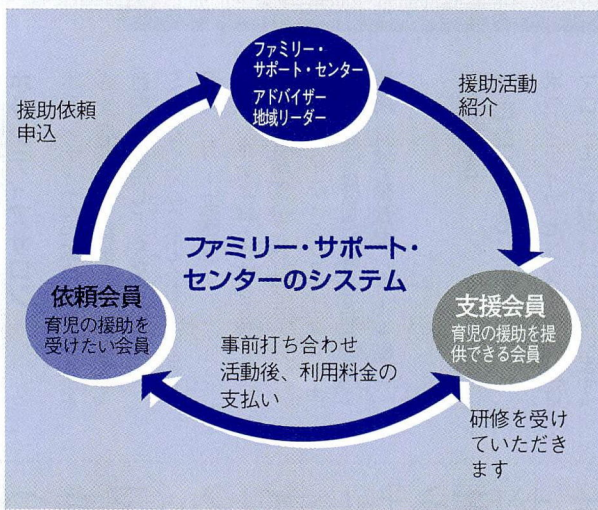 ファミリー・
サポート・センター
アドバイザー
地域リーダー
援助依頼
申込
援助活動
紹介
ファミリー・サポート・
センターのシステム
依頼会員
育児の援助を
受けたい会員
支援会員
育児の援助を提
供できる会員
事前打ち合わせ
活動後、利用料金の
支払い
研修を受け
ていただき
ます